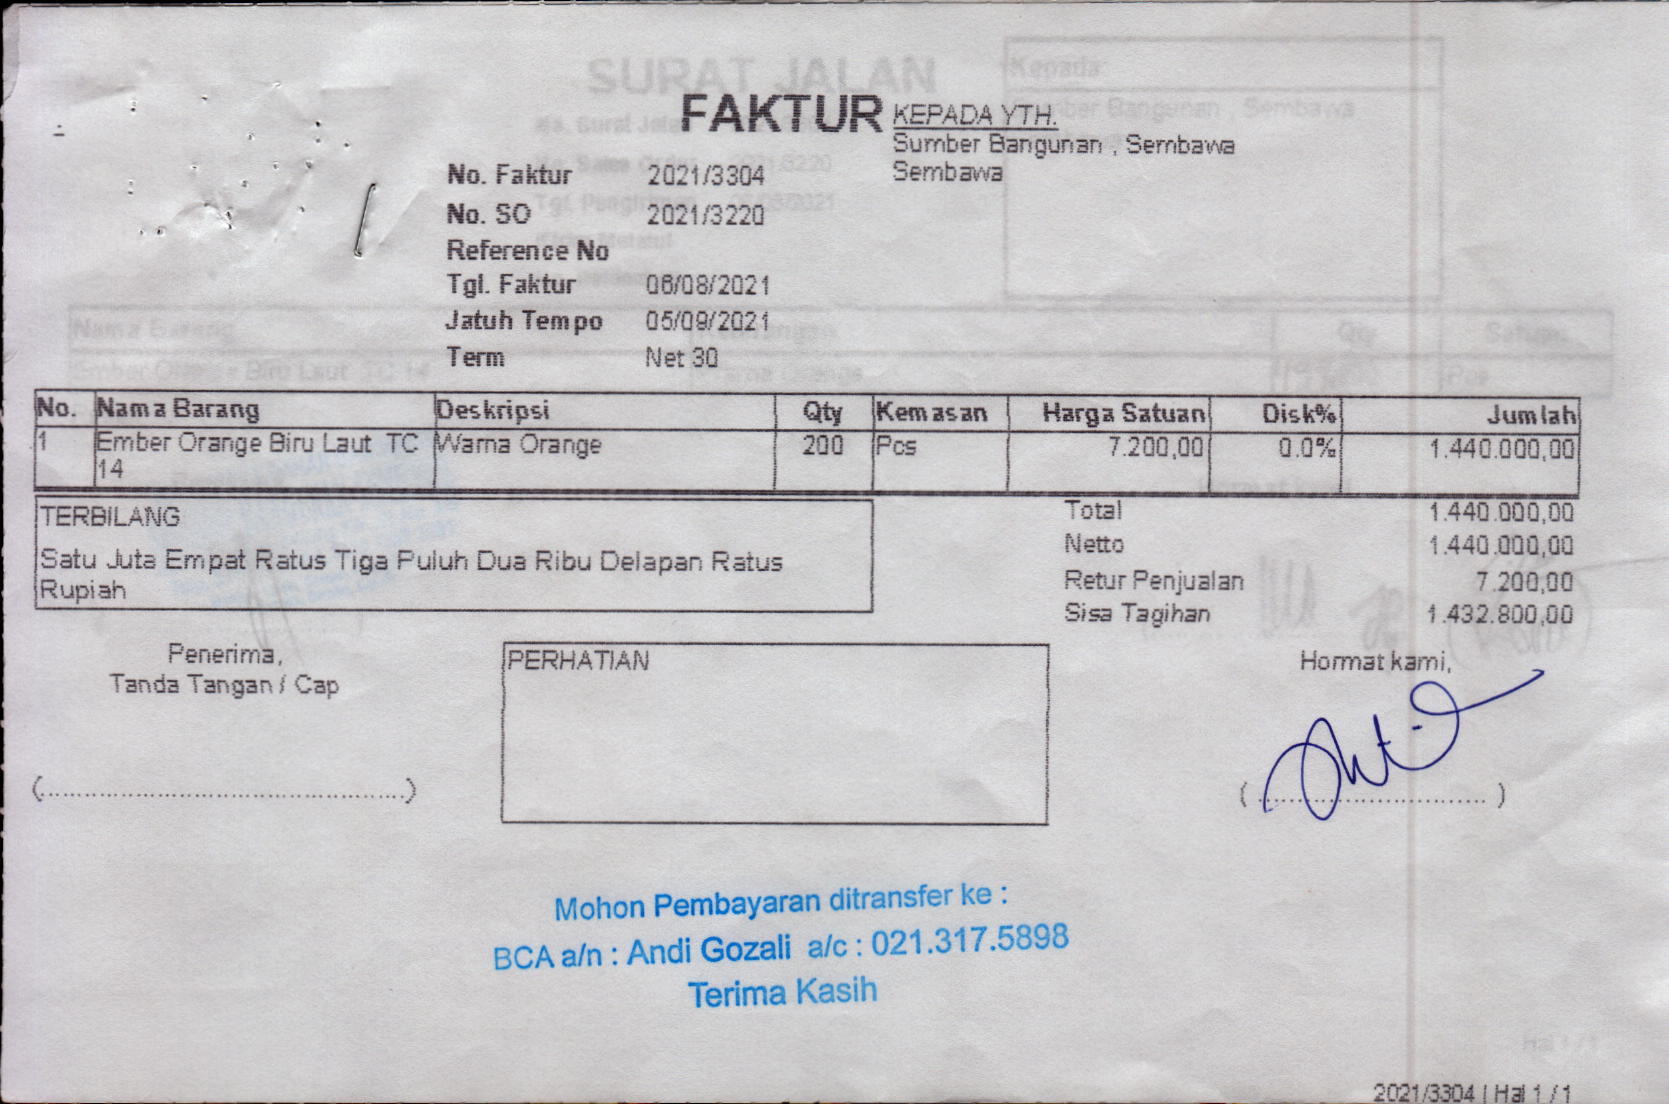 SURAT JALAN
Kepada:
FAKTUR
KEPADA YTH.
Sumber Bangunan , Sembawa
Sembawa
No. Faktur 2021/3304
No. SO 2021/3220
Reference No
Tgl. Faktur 06/08/2021
Jatuh Tempo 05/09/2021
Term Net 30
No. Nama Barang Deskripsi Qty Kemasan Harga Satuan Disk% Jumlah
1 Ember Orange Biru Laut TC Warna Orange 200 Pcs 7.200,00 0.0% 1.440.000,00
14
TERBILANG
Satu Juta Empat Ratus Tiga Puluh Dua Ribu Delapan Ratus
Rupiah
Total 1.440.000,00
Netto 1.440.000,00
Retur Penjualan 7.200,00
Sisa Tagihan 1.432.800,00
Penerima,
Tanda Tangan / Cap
PERHATIAN
Hormat kami,
Mohon Pembayaran ditransfer ke :
BCA a/n : Andi Gozali a/c : 021.317.5898
Terima Kasih
2021/3304 | Hal 1 / 1